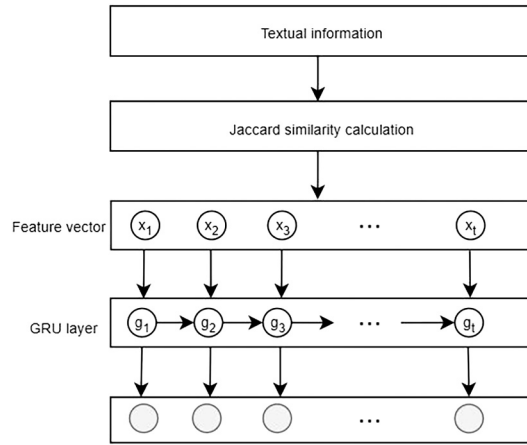 Textual information
Jaccard similarity calculation
Feature vector x₁ x₂ x₃ ... xₜ
GRU layer g₁ g₂ g₃ ... gₜ
...